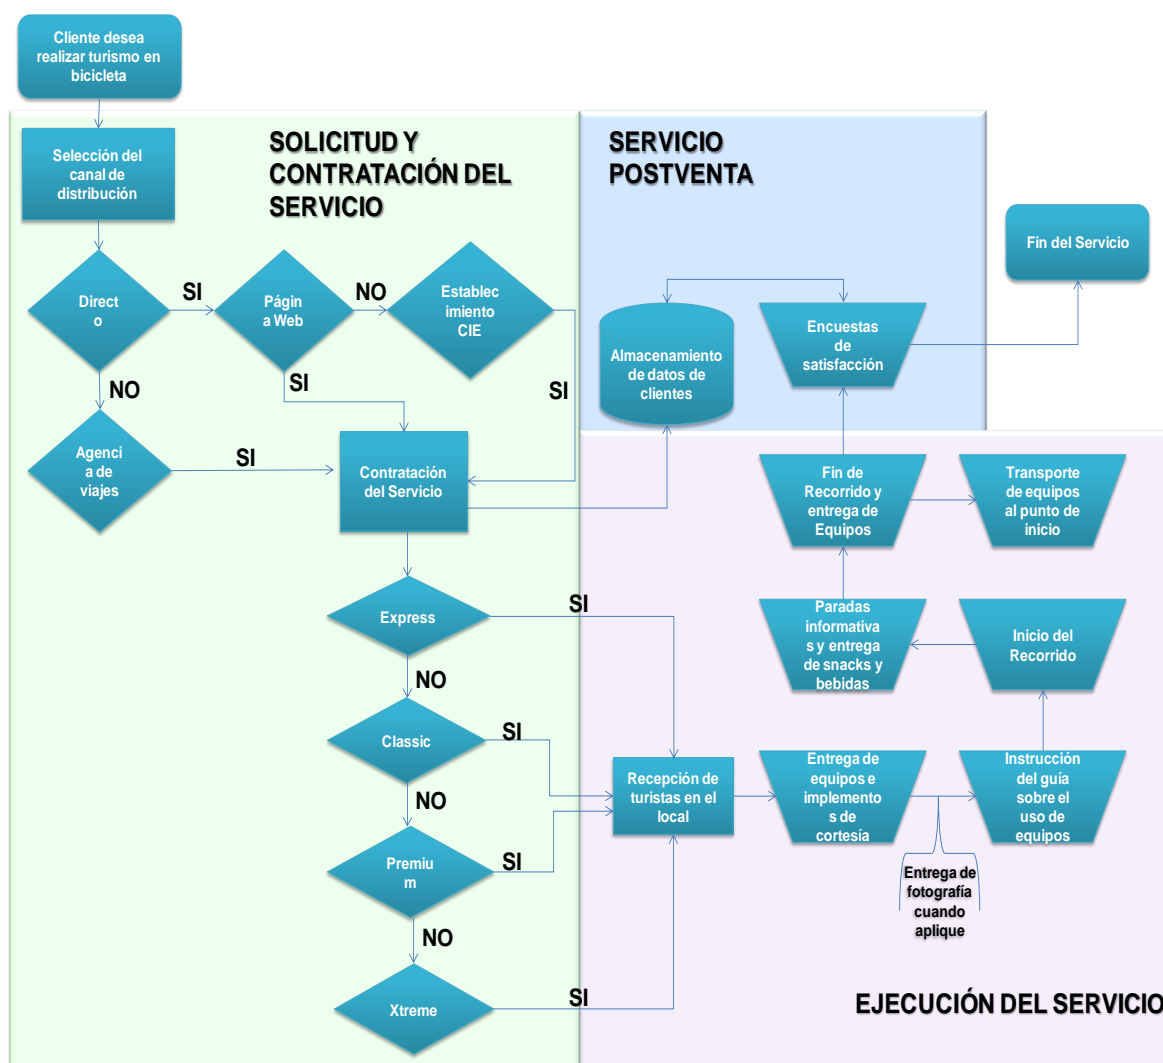 Cliente desea
realizar turismo en
bicicleta
SOLICITUD Y
CONTRATACIÓN DEL
SERVICIO
SERVICIO
POSTVENTA
Selección del
canal de
distribución
Fin del Servicio
Direct
o
SI
Págin
a Web
NO
Establec
imiento
CIE
NO
SI
SI
Almacenamiento
de datos de
clientes
Encuestas
de
satisfacción
Agenci
a de
viajes
SI
Contratación
del Servicio
Fin de
Recorrido y
entrega de
Equipos
Transporte
de equipos
al punto de
inicio
Express
SI
NO
Paradas
informativa
s y entrega
de snacks y
bebidas
Inicio del
Recorrido
Classic
SI
NO
Recepción de
turistas en el
local
Entrega de
equipos e
implemento
s de
cortesía
Instrucción
del guía
sobre el
uso de
equipos
Premiu
m
SI
NO
Entrega de
fotografía
cuando
aplique
Xtreme
SI
EJECUCIÓN DEL SERVICIO